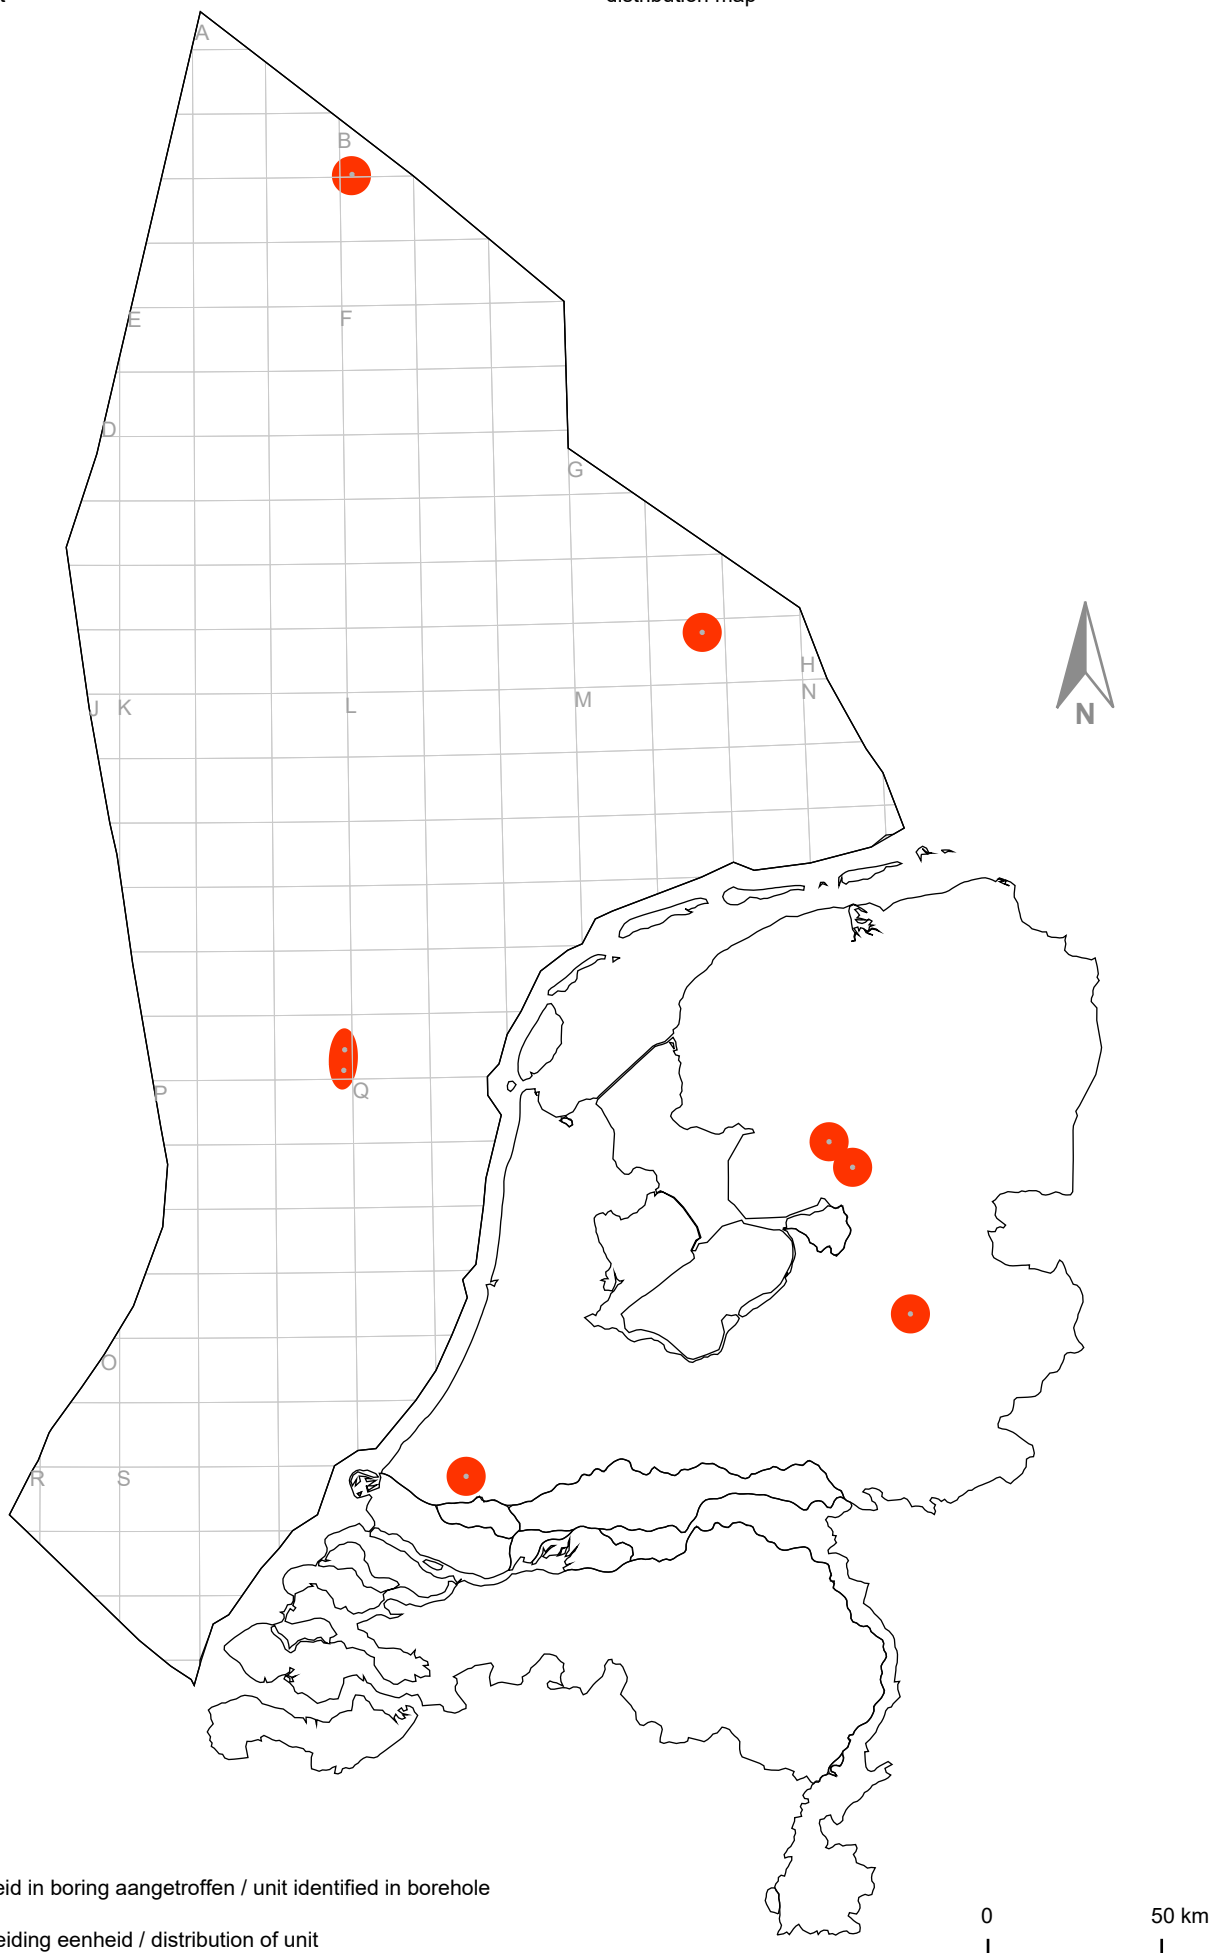 A
B
E
F
D
G
H
N
J K
L
M
N
P
Q
O
R
S
eid in boring aangetroffen / unit identified in borehole
0
50 km
eiding eenheid / distribution of unit